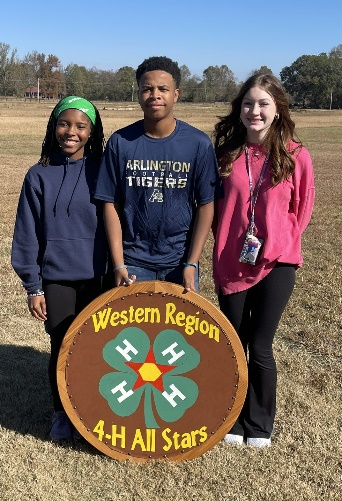 ARLINGTON
FOOTBALL
TIGERS
A
Western Region
H H
H H
4-H All Stars